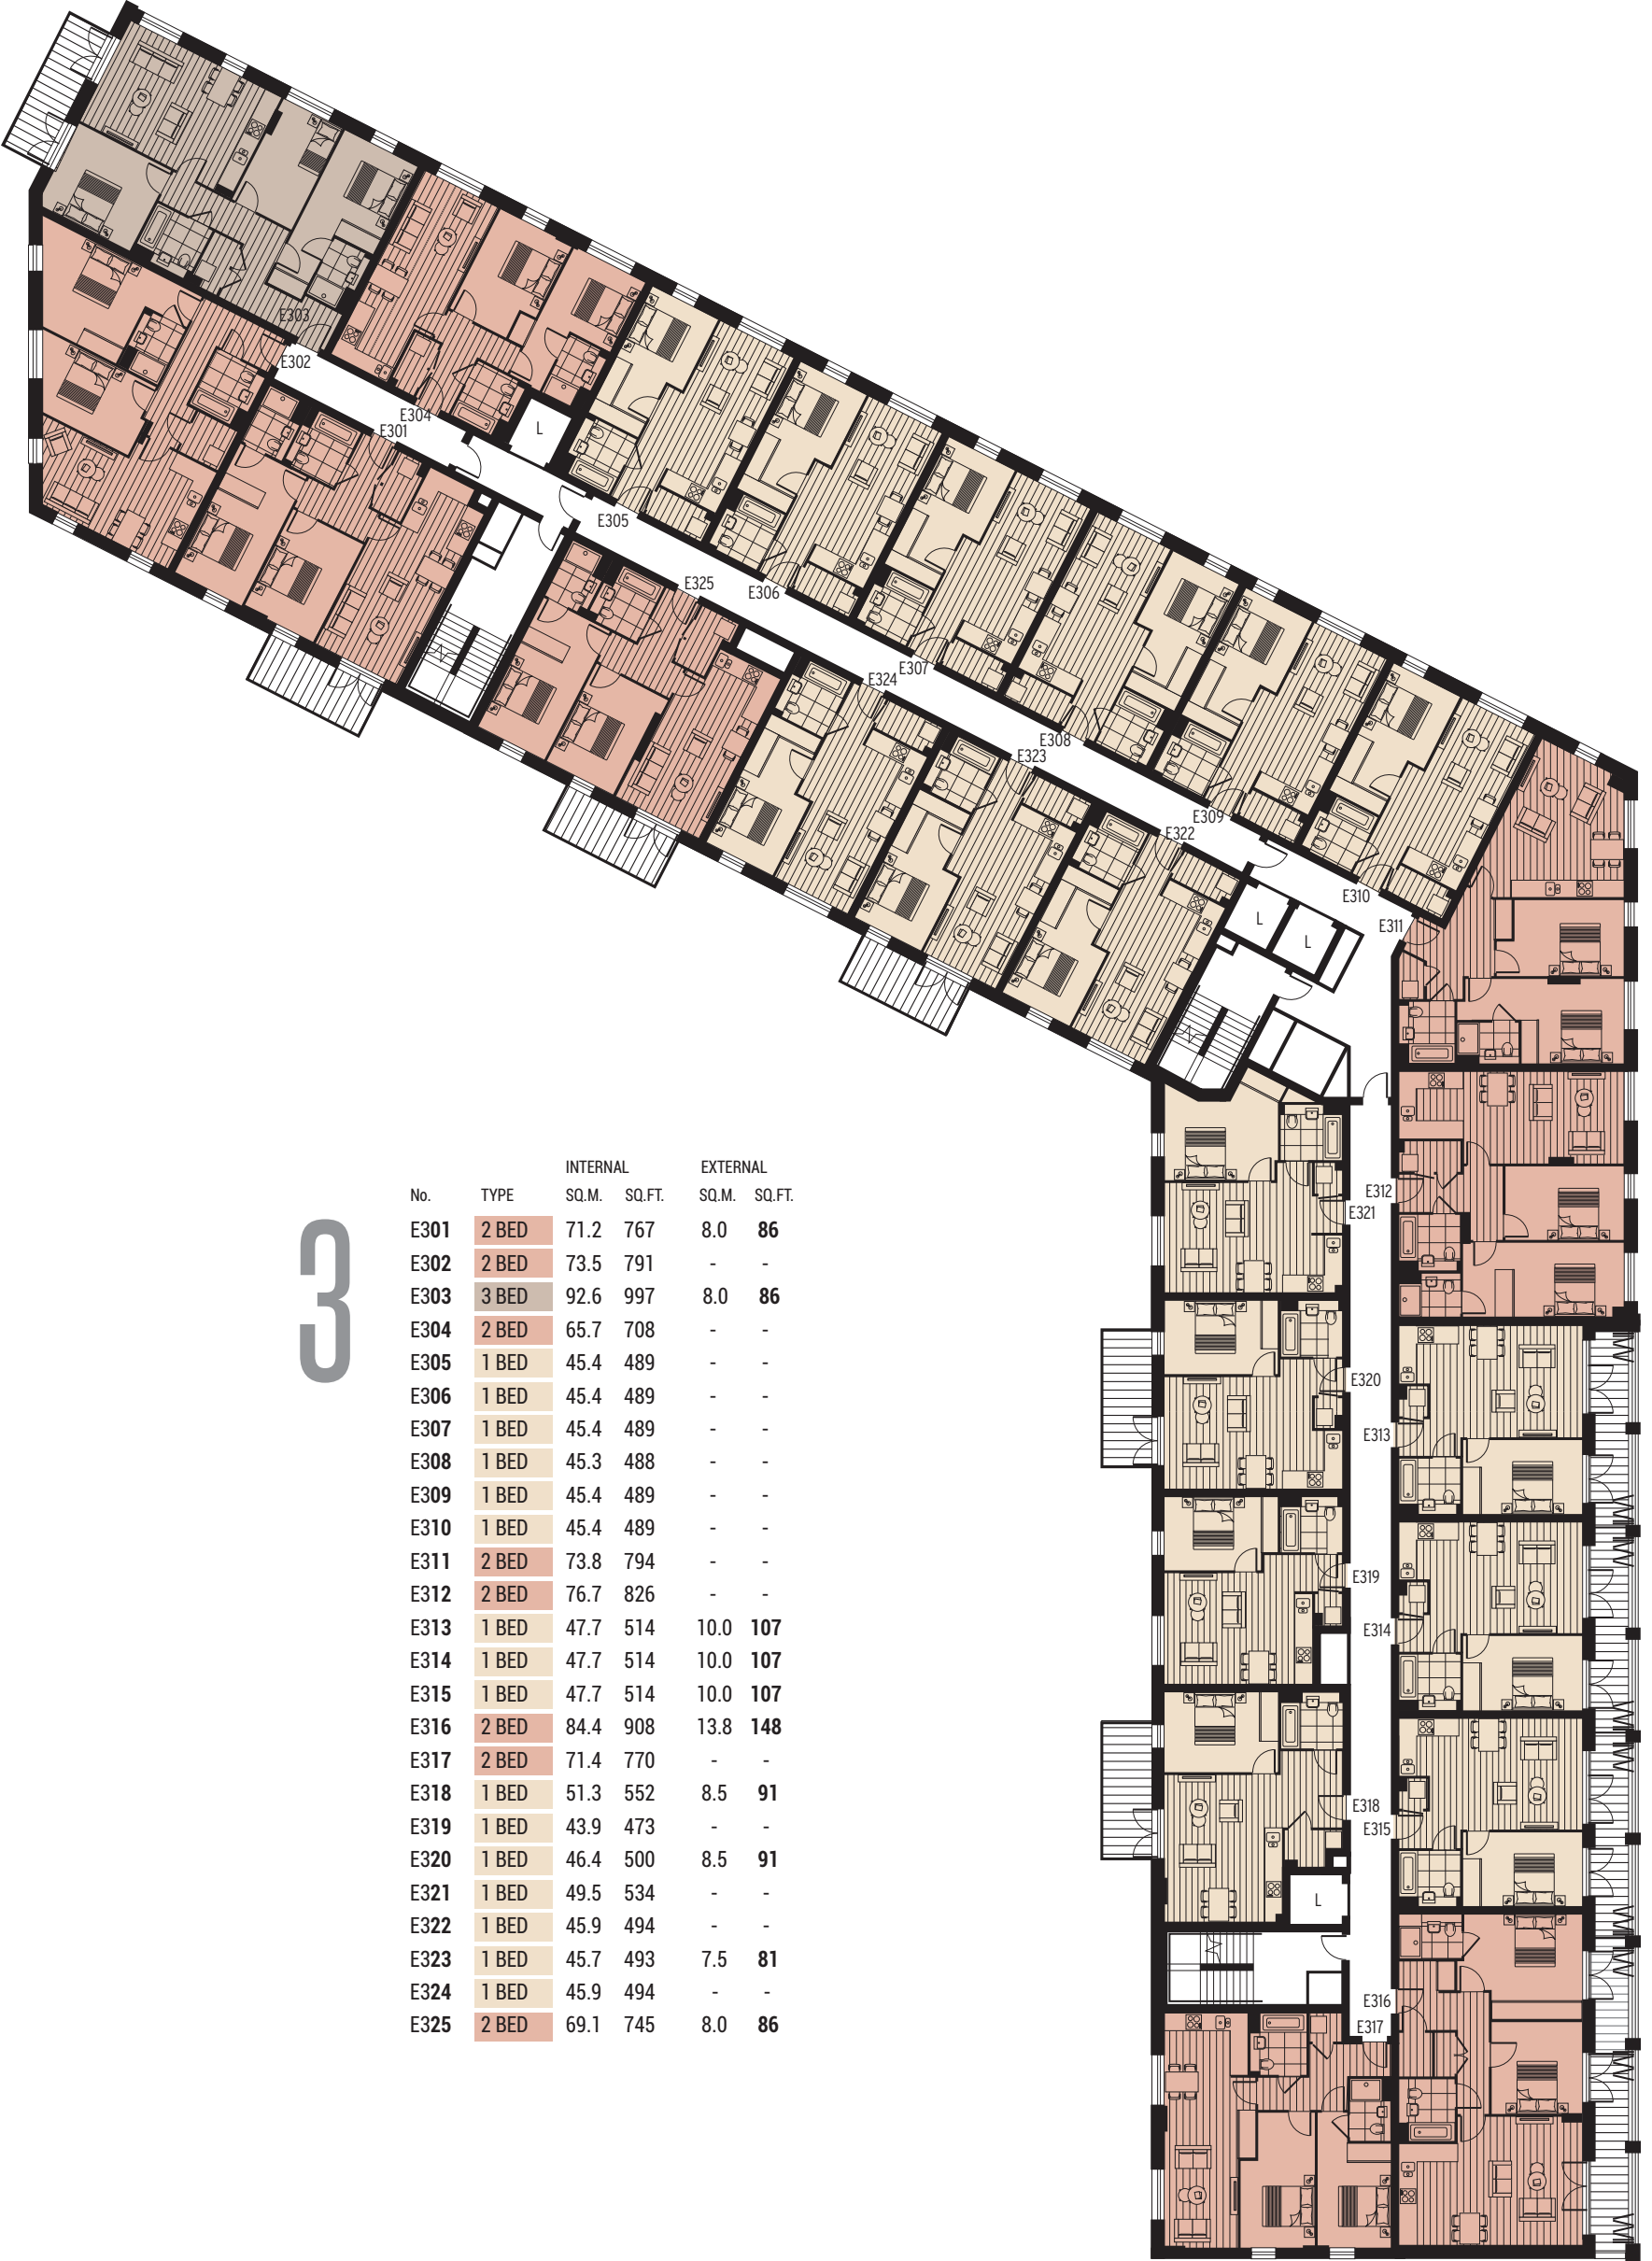 E303
E302
E304
E301
L
E305
E325
E306
E307
E324
E308
E323
E309
E322
E310
L
L
E311
E312
E321
E320
E313
E319
E314
E318
E315
L
E316
E317
3
INTERNAL EXTERNAL
No. TYPE SQ.M. SQ.FT. SQ.M. SQ.FT.
E301 2 BED 71.2 767 8.0 86
E302 2 BED 73.5 791 - -
E303 3 BED 92.6 997 8.0 86
E304 2 BED 65.7 708 - -
E305 1 BED 45.4 489 - -
E306 1 BED 45.4 489 - -
E307 1 BED 45.4 489 - -
E308 1 BED 45.3 488 - -
E309 1 BED 45.4 489 - -
E310 1 BED 45.4 489 - -
E311 2 BED 73.8 794 - -
E312 2 BED 76.7 826 - -
E313 1 BED 47.7 514 10.0 107
E314 1 BED 47.7 514 10.0 107
E315 1 BED 47.7 514 10.0 107
E316 2 BED 84.4 908 13.8 148
E317 2 BED 71.4 770 - -
E318 1 BED 51.3 552 8.5 91
E319 1 BED 43.9 473 - -
E320 1 BED 46.4 500 8.5 91
E321 1 BED 49.5 534 - -
E322 1 BED 45.9 494 - -
E323 1 BED 45.7 493 7.5 81
E324 1 BED 45.9 494 - -
E325 2 BED 69.1 745 8.0 86